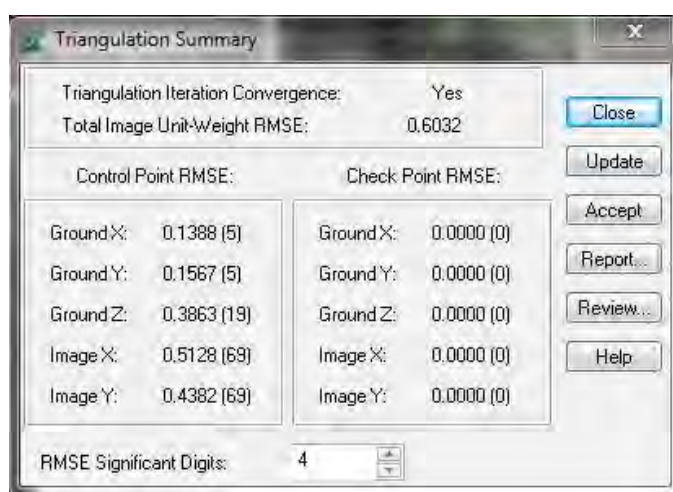 Triangulation Summary
Triangulation Iteration Convergence: Yes
Total Image Unit-Weight RMSE: 0.6032
Control Point RMSE:
Ground X: 0.1388 (5)
Ground Y: 0.1567 (5)
Ground Z: 0.3863 (19)
Image X: 0.5128 (69)
Image Y: 0.4382 (69)
Check Point RMSE:
Ground X: 0.0000 (0)
Ground Y: 0.0000 (0)
Ground Z: 0.0000 (0)
Image X: 0.0000 (0)
Image Y: 0.0000 (0)
RMSE Significant Digits: 4
Close
Update
Accept
Report...
Review...
Help